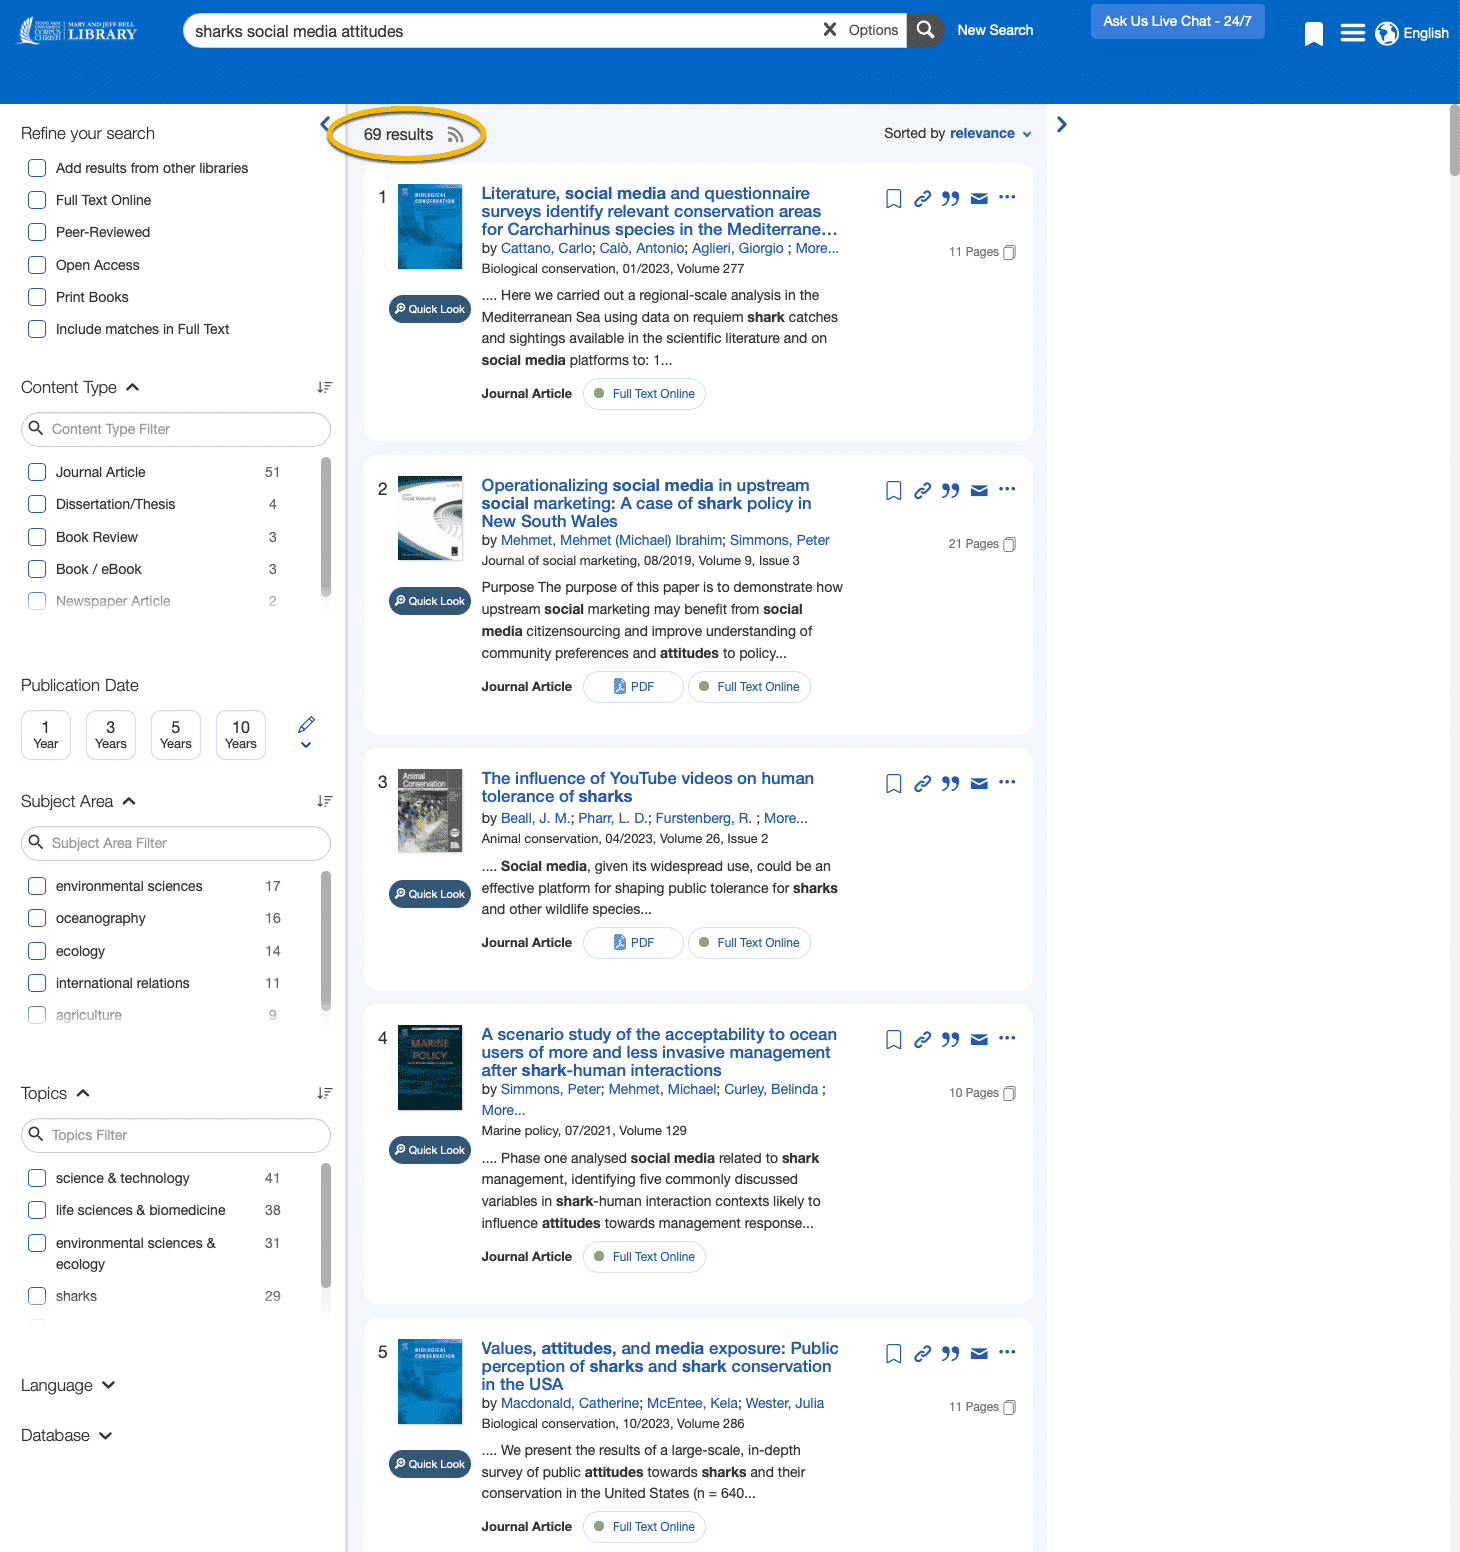 TEXAS A&M
UNIVERSITY
CORPUS
CHRISTI
MARY AND JEFF BELL
LIBRARY
sharks social media attitudes
Options
New Search
Ask Us Live Chat - 24/7
English
Refine your search
Add results from other libraries
Full Text Online
Peer-Reviewed
Open Access
Print Books
Include matches in Full Text
Content Type
Content Type Filter
Journal Article 51
Dissertation/Thesis 4
Book Review 3
Book / eBook 3
Newspaper Article 2
Publication Date
1 3 5 10
Year Years Years Years
Subject Area
Subject Area Filter
environmental sciences 17
oceanography 16
ecology 14
international relations 11
agriculture 9
Topics
Topics Filter
science & technology 41
life sciences & biomedicine 38
environmental sciences & 31
ecology
sharks 29
Language
Database
69 results
Sorted by relevance
1
BIOLOGICAL
CONSERVATION
Quick Look
Literature, social media and questionnaire
surveys identify relevant conservation areas
for Carcharhinus species in the Mediterrane…
by Cattano, Carlo; Calò, Antonio; Aglieri, Giorgio ; More...
Biological conservation, 01/2023, Volume 277
11 Pages
.... Here we carried out a regional-scale analysis in the
Mediterranean Sea using data on requiem shark catches
and sightings available in the scientific literature and on
social media platforms to: 1...
Journal Article Full Text Online
2
Social Marketing
Quick Look
Operationalizing social media in upstream
social marketing: A case of shark policy in
New South Wales
by Mehmet, Mehmet (Michael) Ibrahim; Simmons, Peter
Journal of social marketing, 08/2019, Volume 9, Issue 3
21 Pages
Purpose The purpose of this paper is to demonstrate how
upstream social marketing may benefit from social
media citizensourcing and improve understanding of
community preferences and attitudes to policy...
Journal Article PDF Full Text Online
3
Animal
Conservation
Quick Look
The influence of YouTube videos on human
tolerance of sharks
by Beall, J. M.; Pharr, L. D.; Furstenberg, R. ; More...
Animal conservation, 04/2023, Volume 26, Issue 2
.... Social media, given its widespread use, could be an
effective platform for shaping public tolerance for sharks
and other wildlife species...
Journal Article PDF Full Text Online
4
MARINE
POLICY
Quick Look
A scenario study of the acceptability to ocean
users of more and less invasive management
after shark-human interactions
by Simmons, Peter; Mehmet, Michael; Curley, Belinda ;
More...
Marine policy, 07/2021, Volume 129
10 Pages
.... Phase one analysed social media related to shark
management, identifying five commonly discussed
variables in shark-human interaction contexts likely to
influence attitudes towards management response...
Journal Article Full Text Online
5
BIOLOGICAL
CONSERVATION
Quick Look
Values, attitudes, and media exposure: Public
perception of sharks and shark conservation
in the USA
by Macdonald, Catherine; McEntee, Kela; Wester, Julia
Biological conservation, 10/2023, Volume 286
11 Pages
.... We present the results of a large-scale, in-depth
survey of public attitudes towards sharks and their
conservation in the United States (n = 640...
Journal Article Full Text Online